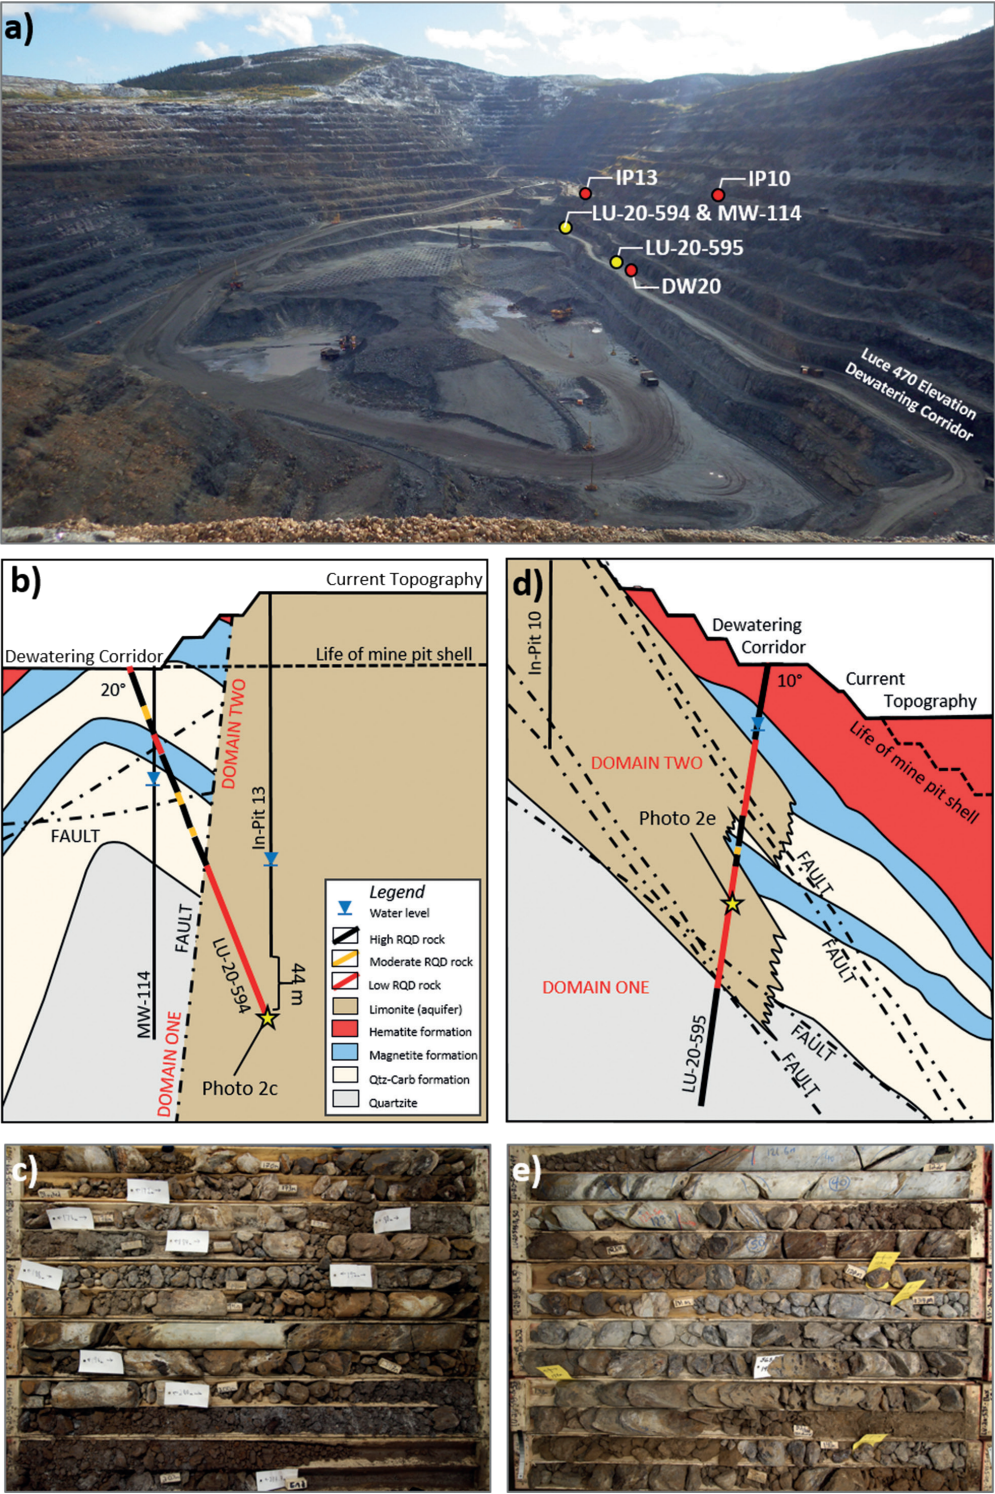 a)
IP13
IP10
LU-20-594 & MW-114
LU-20-595
DW20
Luce 470 Elevation
Dewatering Corridor
b)
Current Topography
Dewatering Corridor
Life of mine pit shell
20°
DOMAIN TWO
In-Pit 13
FAULT
FAULT
LU-20-594
44 m
MW-114
DOMAIN ONE
Photo 2c
Legend
Water level
High RQD rock
Moderate RQD rock
Low RQD rock
Limonite (aquifer)
Hematite formation
Magnetite formation
Qtz-Carb formation
Quartzite
d)
In-Pit 10
Dewatering
Corridor
10°
Current
Topography
Life of mine pit shell
DOMAIN TWO
Photo 2e
FAULT
FAULT
DOMAIN ONE
LU-20-595
FAULT
FAULT
c)
e)